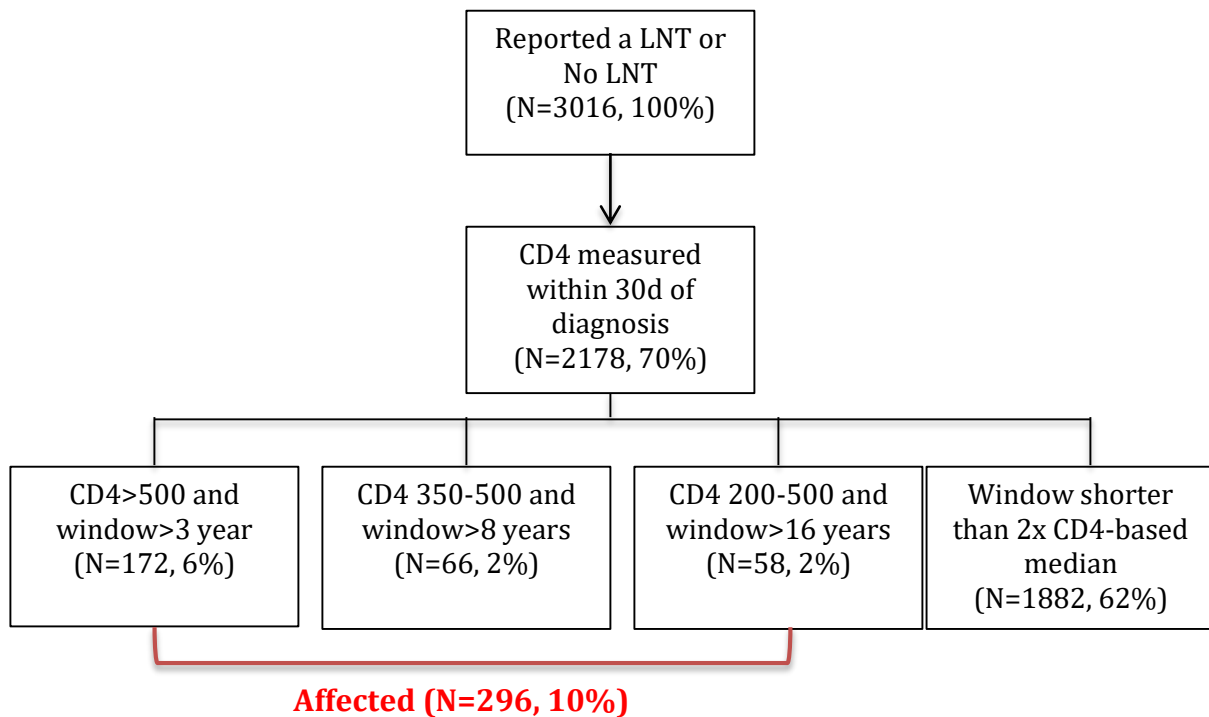 Reported a LNT or
No LNT
(N=3016, 100%)
CD4 measured
within 30d of
diagnosis
(N=2178, 70%)
CD4>500 and
window>3 year
(N=172, 6%)
CD4 350-500 and
window>8 years
(N=66, 2%)
CD4 200-500 and
window>16 years
(N=58, 2%)
Window shorter
than 2x CD4-based
median
(N=1882, 62%)
Affected (N=296, 10%)